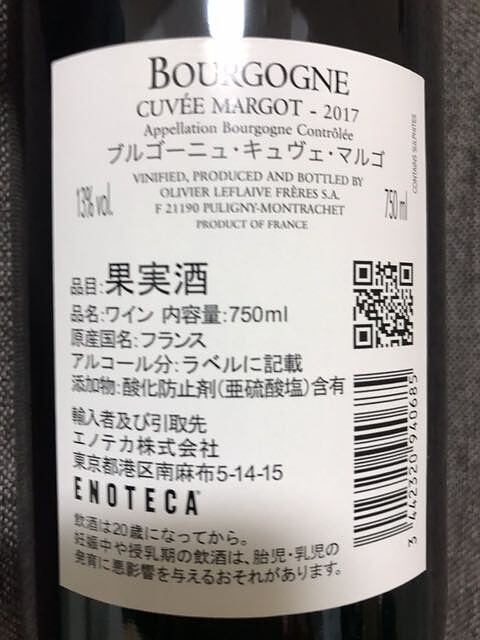 BOURGOGNE
CUVÉE MARGOT - 2017
Appellation Bourgogne Contrôlée
ブルゴーニュ・キュヴェ・マルゴ
VINIFIED, PRODUCED AND BOTTLED BY
OLIVIER LEFLAIVE FRÈRES S.A.
F 21190 PULIGNY-MONTRACHET
PRODUCT OF FRANCE
13% vol.
750 ml
CONTAINS SULPHITES
品目:果実酒
品名:ワイン 内容量:750ml
原産国名:フランス
アルコール分:ラベルに記載
添加物:酸化防止剤(亜硫酸塩)含有
輸入者及び引取先
エノテカ株式会社
東京都港区南麻布5-14-15
ENOTECA
飲酒は20歳になってから。
妊娠中や授乳期の飲酒は、胎児・乳児の
発育に悪影響を与えるおそれがあります。
3 442320 940685